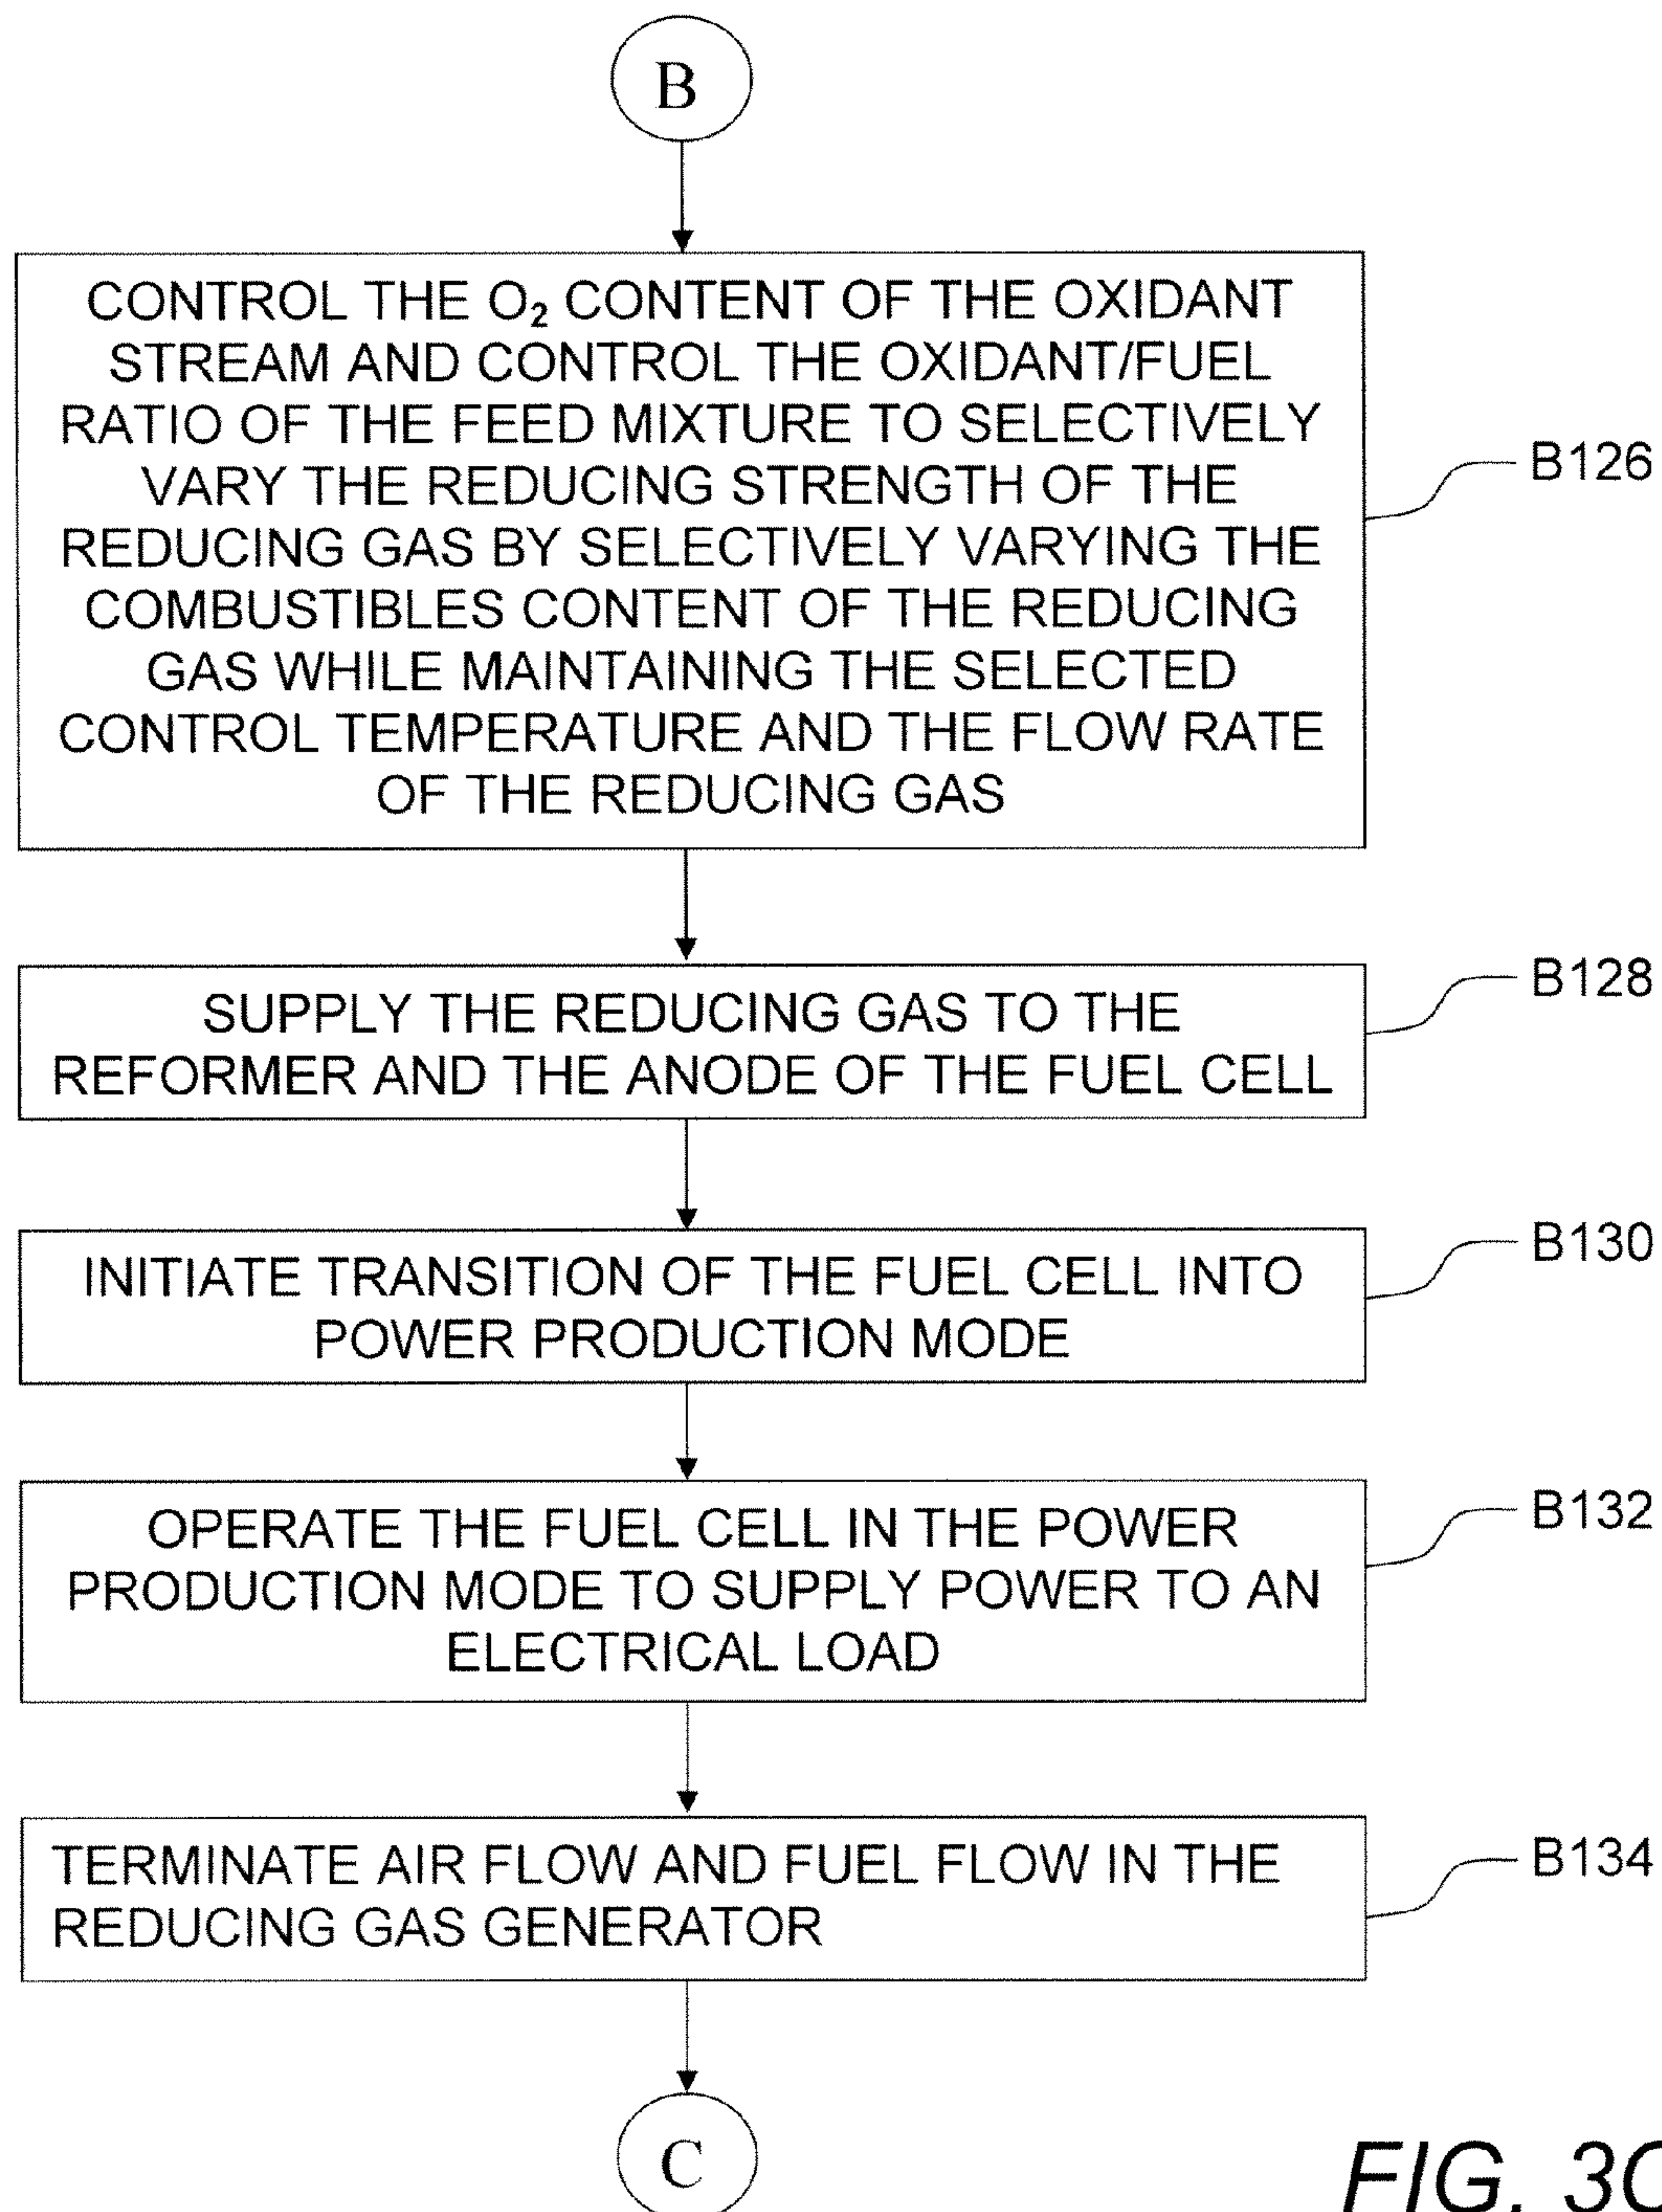 B
CONTROL THE O₂ CONTENT OF THE OXIDANT
STREAM AND CONTROL THE OXIDANT/FUEL
RATIO OF THE FEED MIXTURE TO SELECTIVELY
VARY THE REDUCING STRENGTH OF THE
REDUCING GAS BY SELECTIVELY VARYING THE
COMBUSTIBLES CONTENT OF THE REDUCING
GAS WHILE MAINTAINING THE SELECTED
CONTROL TEMPERATURE AND THE FLOW RATE
OF THE REDUCING GAS
B126
SUPPLY THE REDUCING GAS TO THE
REFORMER AND THE ANODE OF THE FUEL CELL
B128
INITIATE TRANSITION OF THE FUEL CELL INTO
POWER PRODUCTION MODE
B130
OPERATE THE FUEL CELL IN THE POWER
PRODUCTION MODE TO SUPPLY POWER TO AN
ELECTRICAL LOAD
B132
TERMINATE AIR FLOW AND FUEL FLOW IN THE
REDUCING GAS GENERATOR
B134
C
FIG. 3C